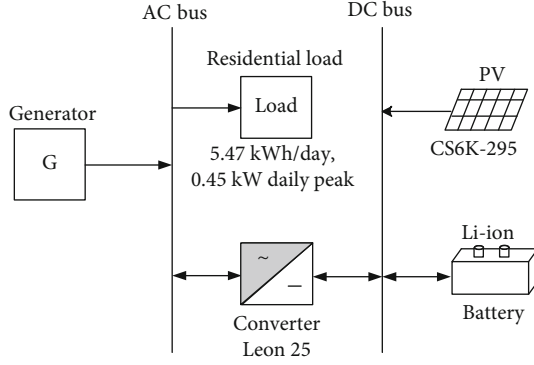 AC bus
DC bus
Residential load
PV
Generator
Load
G
CS6K-295
5.47 kWh/day,
0.45 kW daily peak
Li-ion
~
—
Converter
Battery
Leon 25